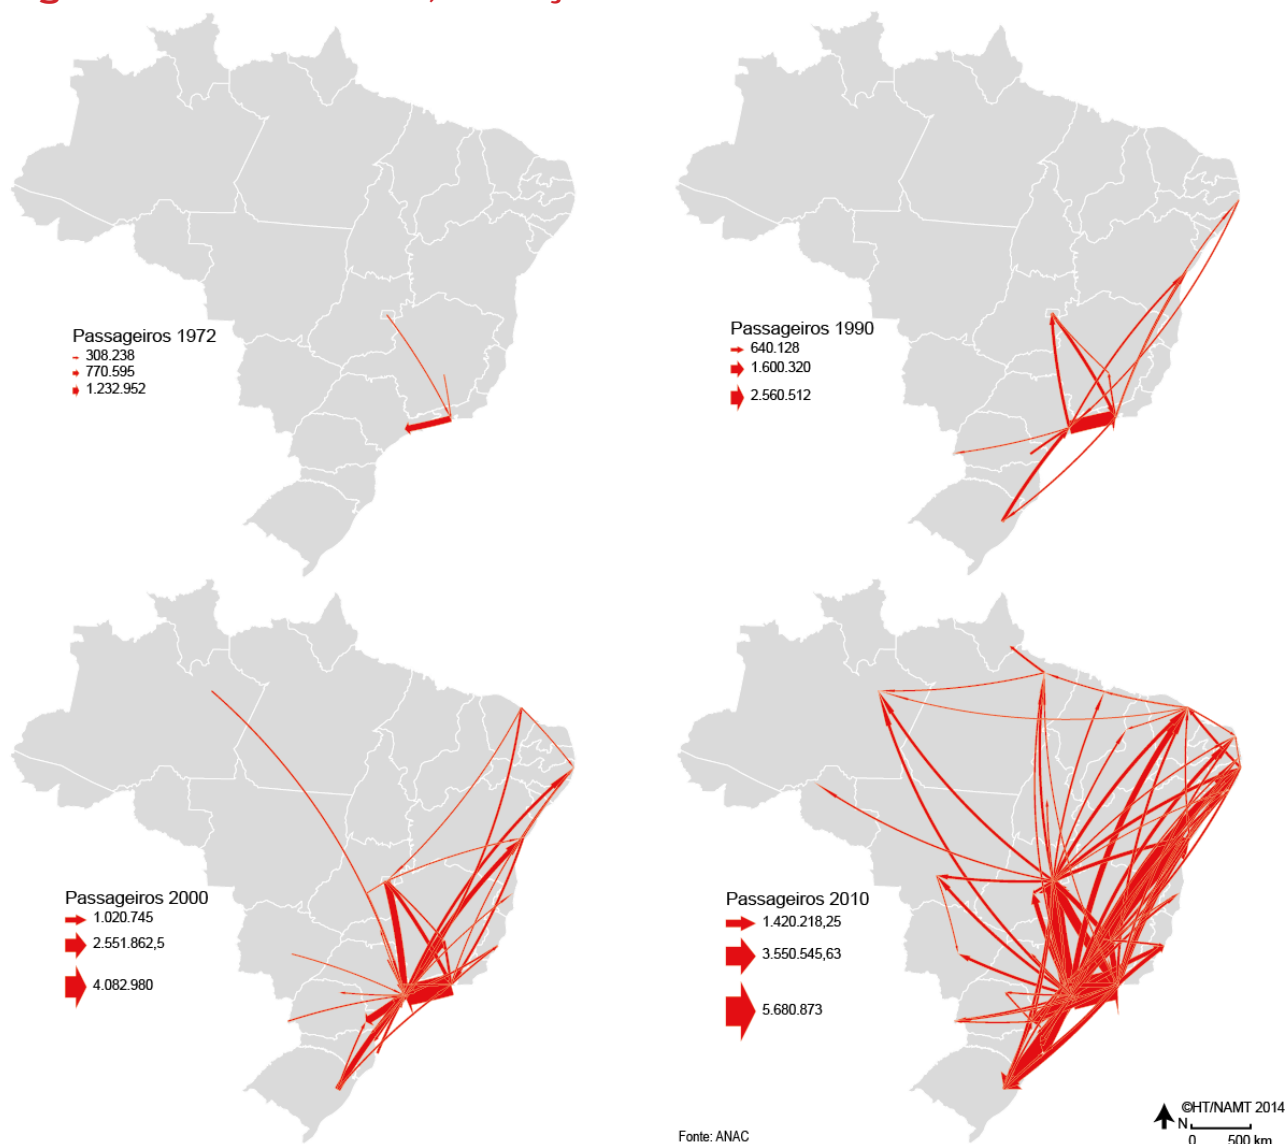 Passageiros 1972
308.238
770.595
1.232.952
Passageiros 1990
640.128
1.600.320
2.560.512
Passageiros 2000
1.020.745
2.551.862,5
4.082.980
Passageiros 2010
1.420.218,25
3.550.545,63
5.680.873
Fonte: ANAC
©HT/NAMT 2014
N
0 500 km